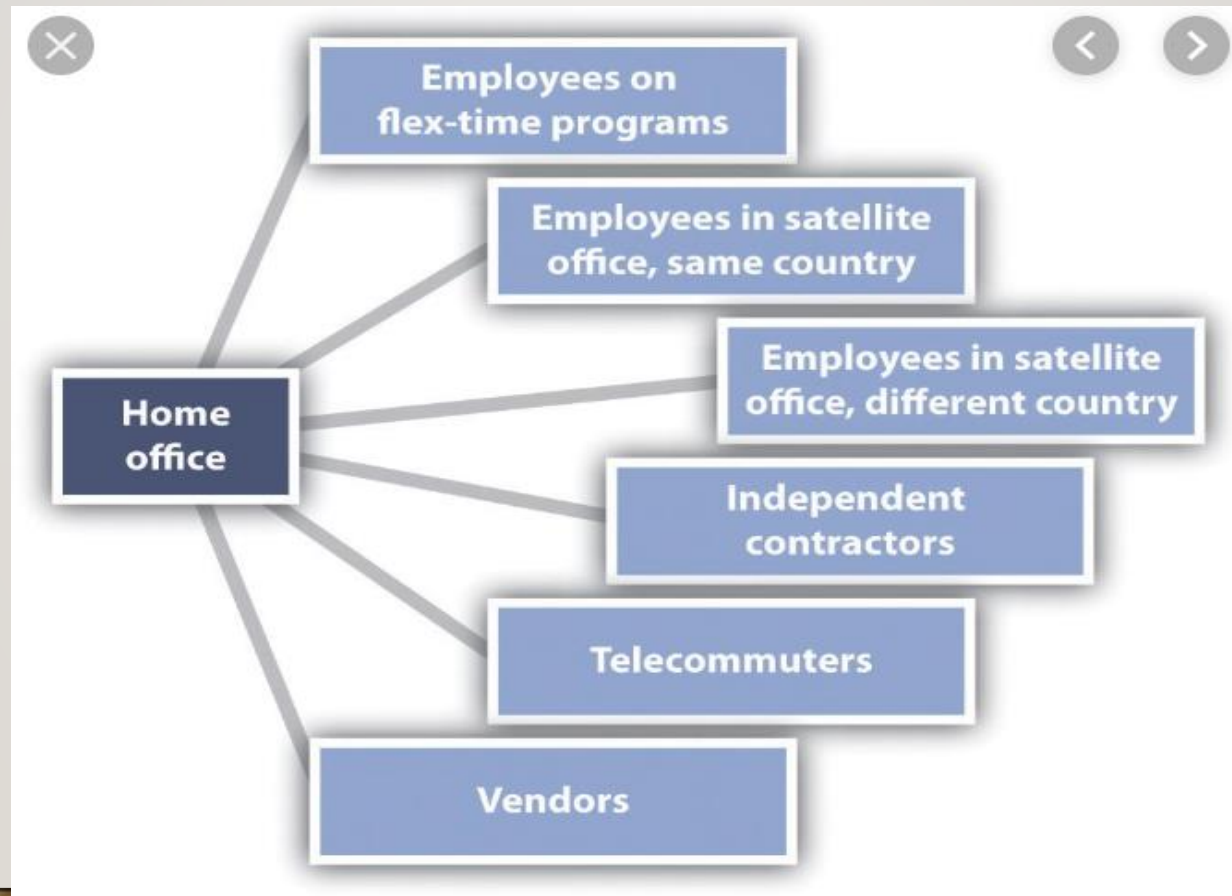 Employees on
flex-time programs
Employees in satellite
office, same country
Employees in satellite
office, different country
Home
office
Independent
contractors
Telecommuters
Vendors